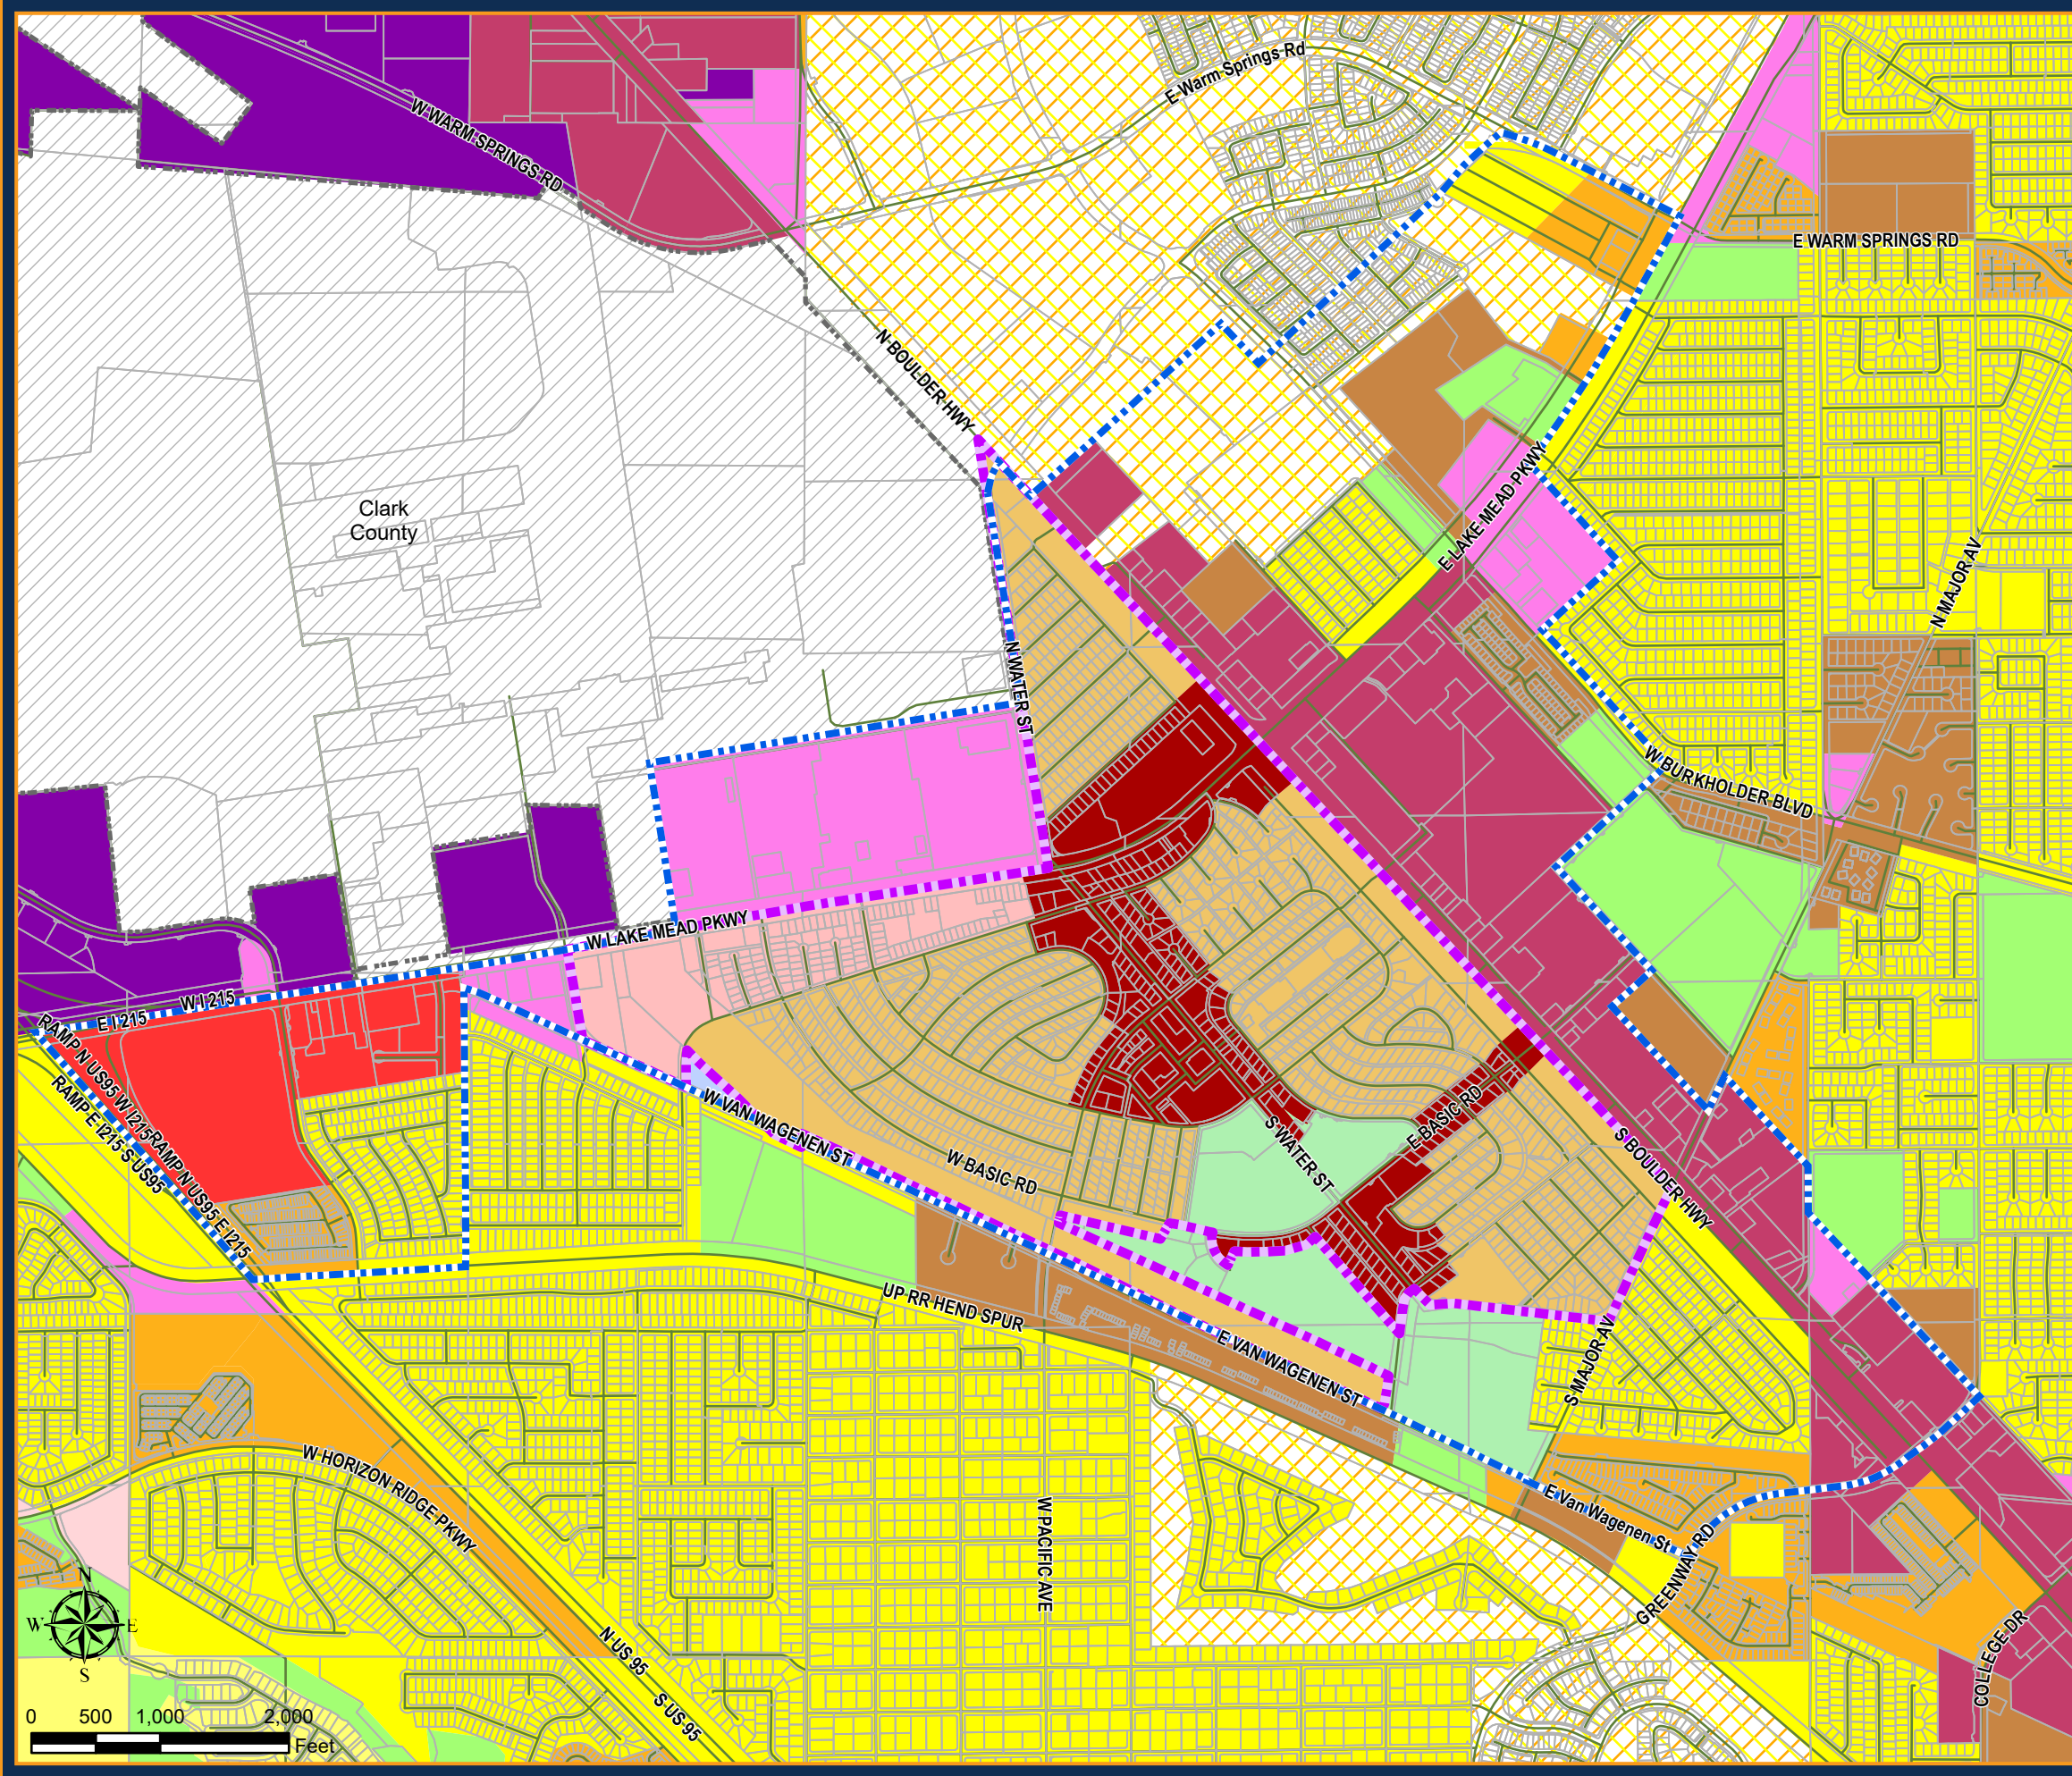 E Warm Springs Rd
W WARM SPRINGS RD
E WARM SPRINGS RD
N BOULDER HWY
Clark
County
E LAKE MEAD PKWY
N MAJOR AV
N WATER ST
W BURKHOLDER BLVD
W LAKE MEAD PKWY
W I 215
E I 215
RAMP N US95 W I215
RAMP E I215 S US95
RAMP N US95 E I215
W VAN WAGENEN ST
W BASIC RD
S WATER ST
E BASIC RD
S BOULDER HWY
UP RR HEND SPUR
E VAN WAGENEN ST
S MAJOR AV
W HORIZON RIDGE PKWY
W PACIFIC AVE
E Van Wagenen St
GREENWAY RD
N US 95
S US 95
COLLEGE DR
N
W E
S
0 500 1,000 2,000
Feet